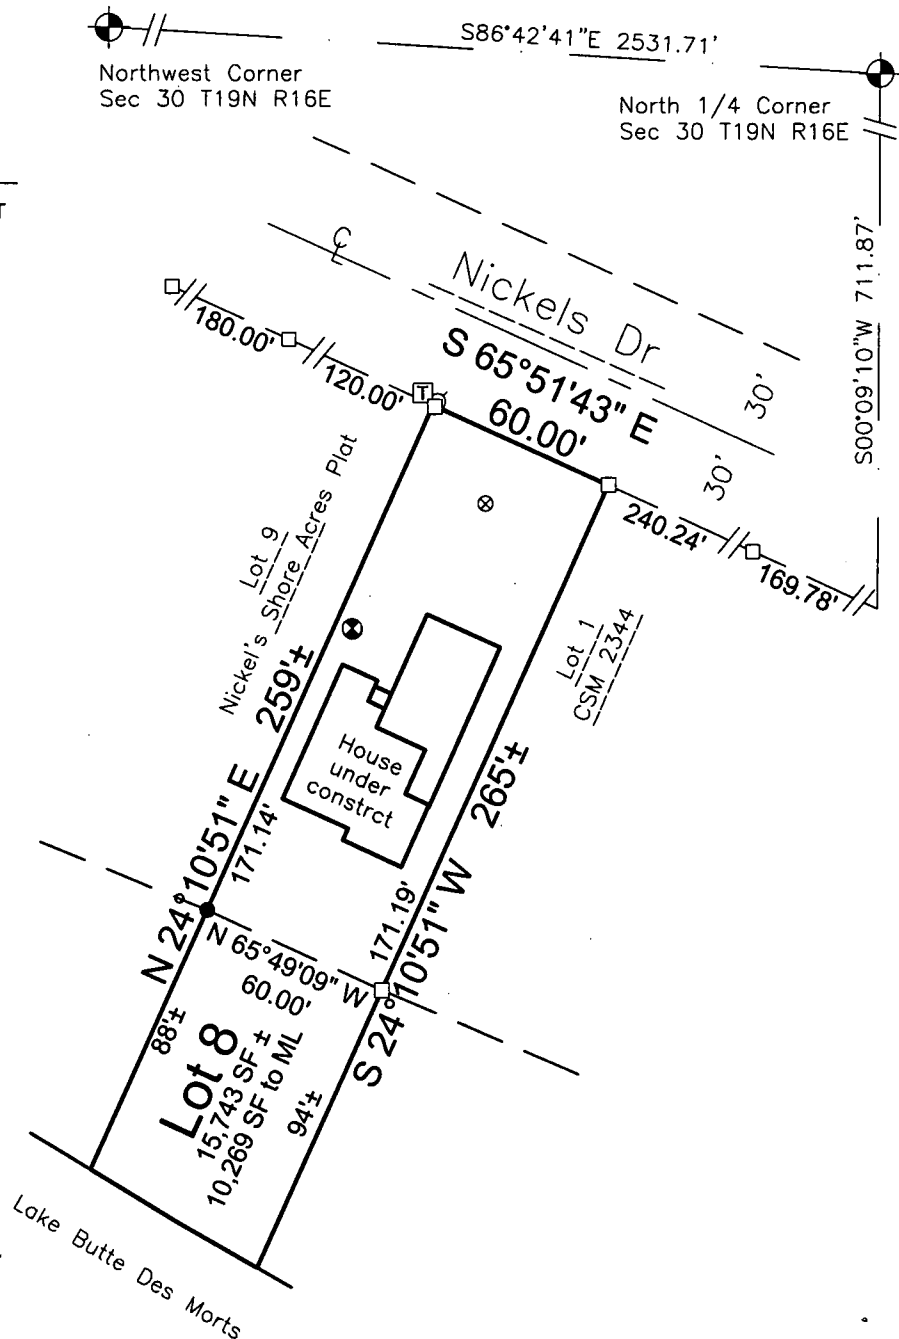 S86°42'41"E 2531.71'
Northwest Corner
Sec 30 T19N R16E
North 1/4 Corner
Sec 30 T19N R16E
T
S00°09'10"W 711.87'
℄
Nickels Dr
30'
30'
180.00'
120.00'
T
S 65°51'43" E
60.00'
240.24'
169.78'
Lot 9
Nickel's Shore Acres Plat
Lot 1
CSM 2344
259'±
265'±
House
under
constrct
N 24°10'51" E
171.14'
171.19'
S 24°10'51" W
N 65°49'09" W
60.00'
88'±
94'±
Lot 8
15,743 SF ±
10,269 SF to ML
Lake Butte Des Morts